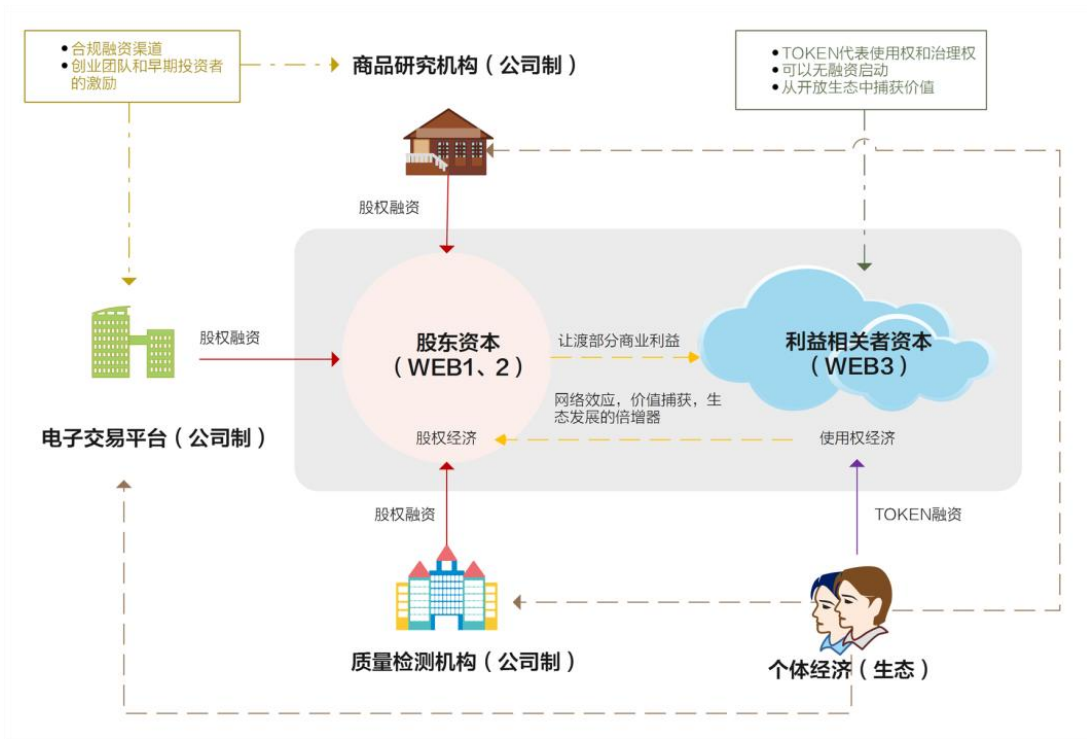 合规融资渠道
创业团队和早期投资者
的激励
商品研究机构（公司制）
TOKEN代表使用权和治理权
可以无融资启动
从开放生态中捕获价值
股权融资
股权融资
股东资本
（WEB1、2）
让渡部分商业利益
利益相关者资本
（WEB3）
网络效应，价值捕获，生
态发展的倍增器
电子交易平台（公司制）
股权经济
使用权经济
股权融资
TOKEN融资
质量检测机构（公司制）
个体经济（生态）